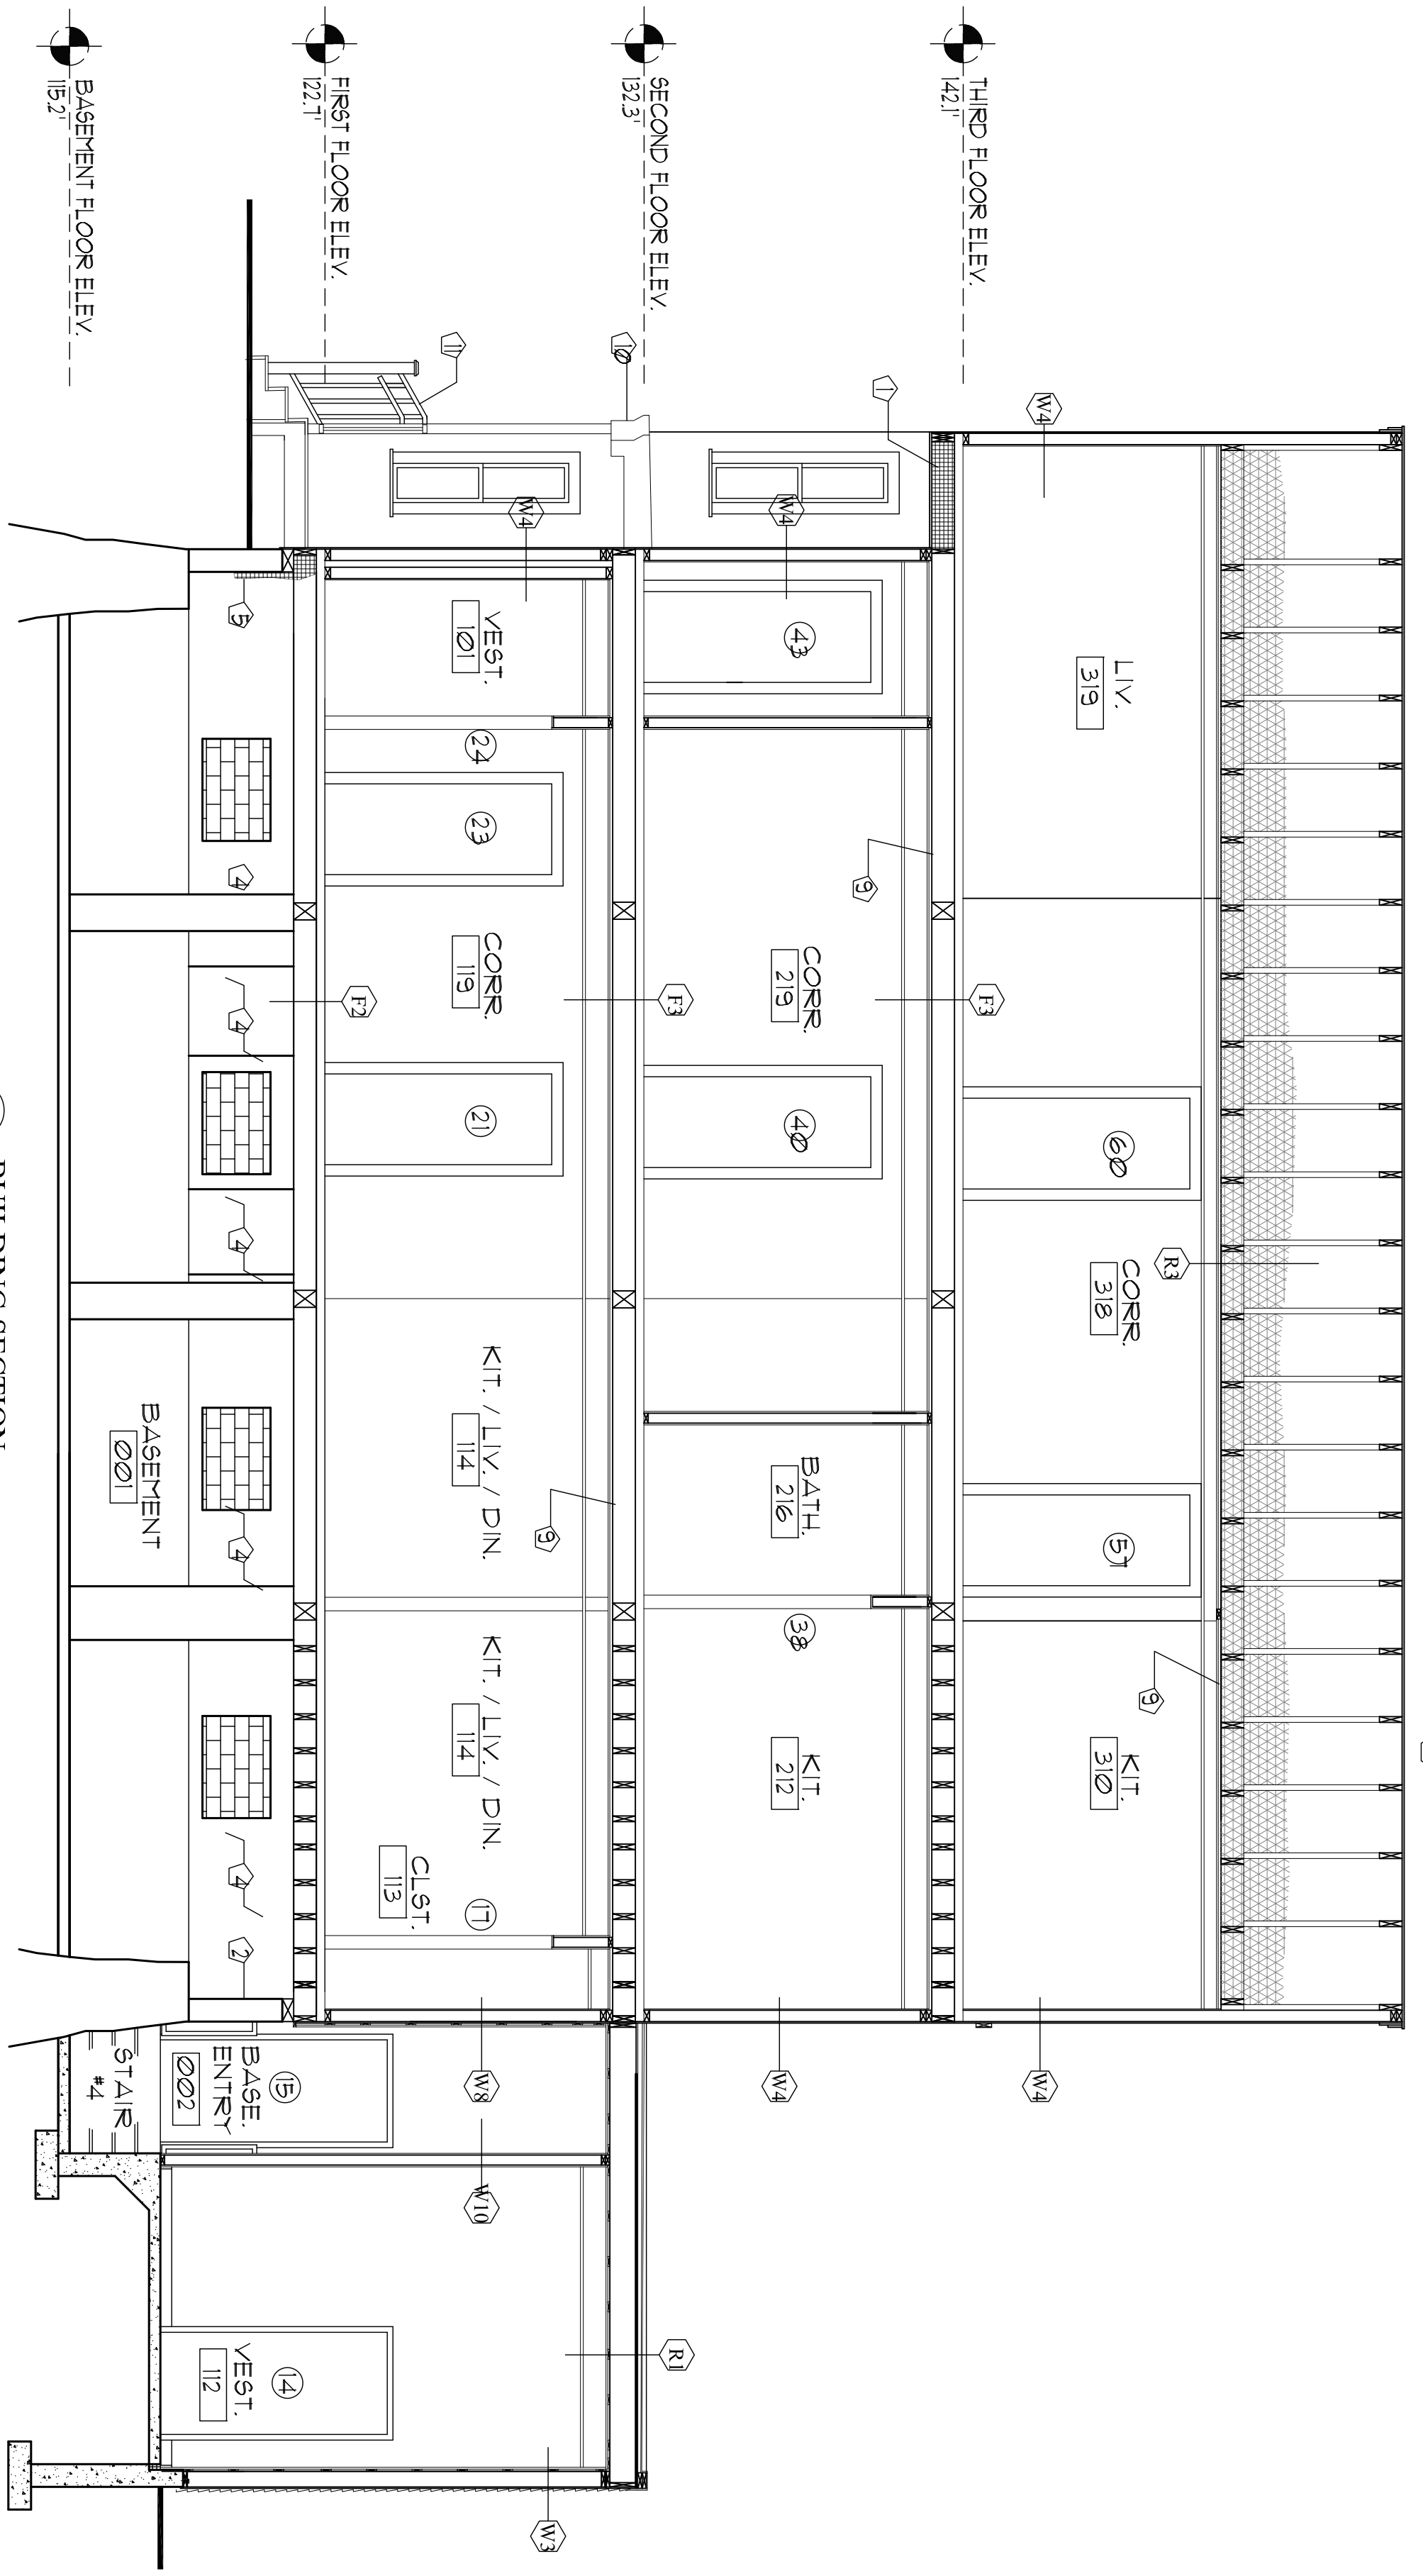 THIRD FLOOR ELEV.
142.1'
SECOND FLOOR ELEV.
132.3'
FIRST FLOOR ELEV.
122.7'
BASEMENT FLOOR ELEV.
115.2'
R3
W4
LIV.
319
60
CORR.
318
57
9
KIT.
310
W4
1
F3
W4
43
9
CORR.
219
40
BATH.
216
38
KIT.
212
W4
10
F3
11
W4
VEST.
101
24
23
CORR.
119
21
KIT. / LIV. / DIN.
114
9
KIT. / LIV. / DIN.
114
CLST.
113
17
W8
W10
R1
W3
F2
5
4
4
4
4
4
2
BASEMENT
001
15
BASE.
ENTRY
002
STAIR
#4
14
VEST.
112
BUILDING SECTION